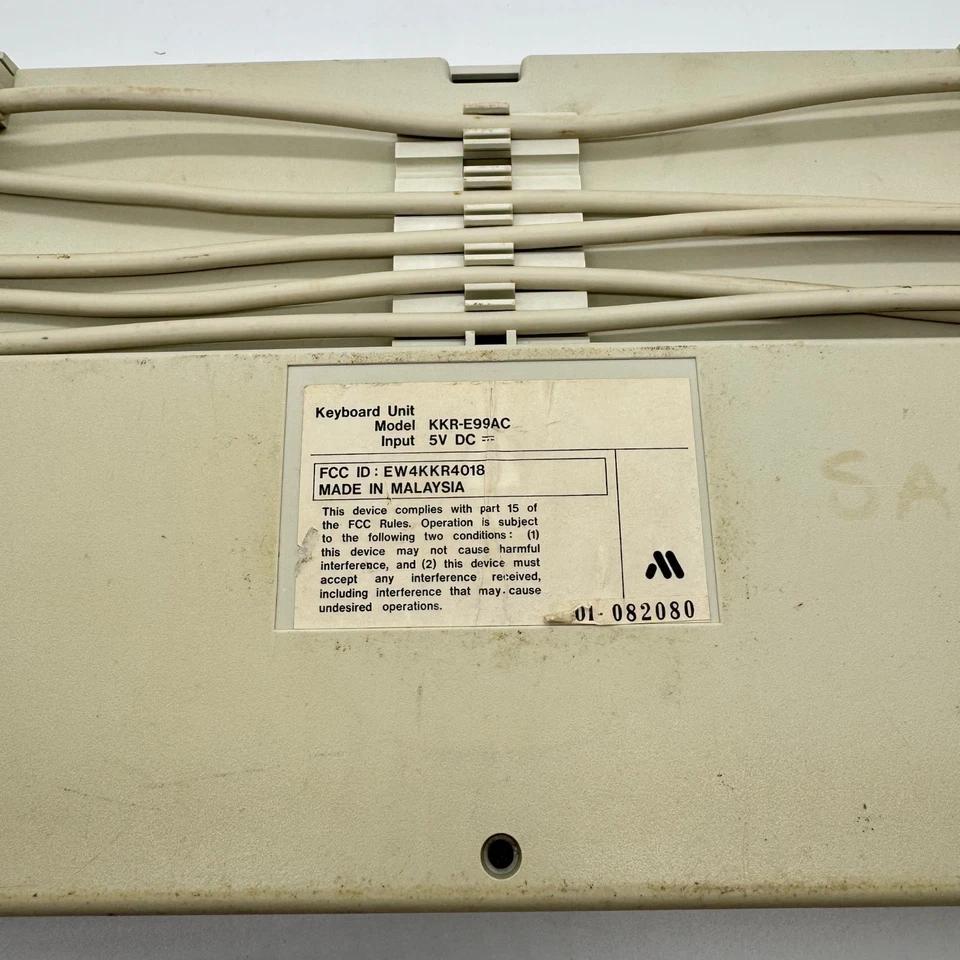 Keyboard Unit
Model KKR-E99AC
Input 5V DC ⎓
FCC ID : EW4KKR4018
MADE IN MALAYSIA
This device complies with part 15 of
the FCC Rules. Operation is subject
to the following two conditions : (1)
this device may not cause harmful
interference, and (2) this device must
accept any interference received,
including interference that may cause
undesired operations.
01-082080
SA